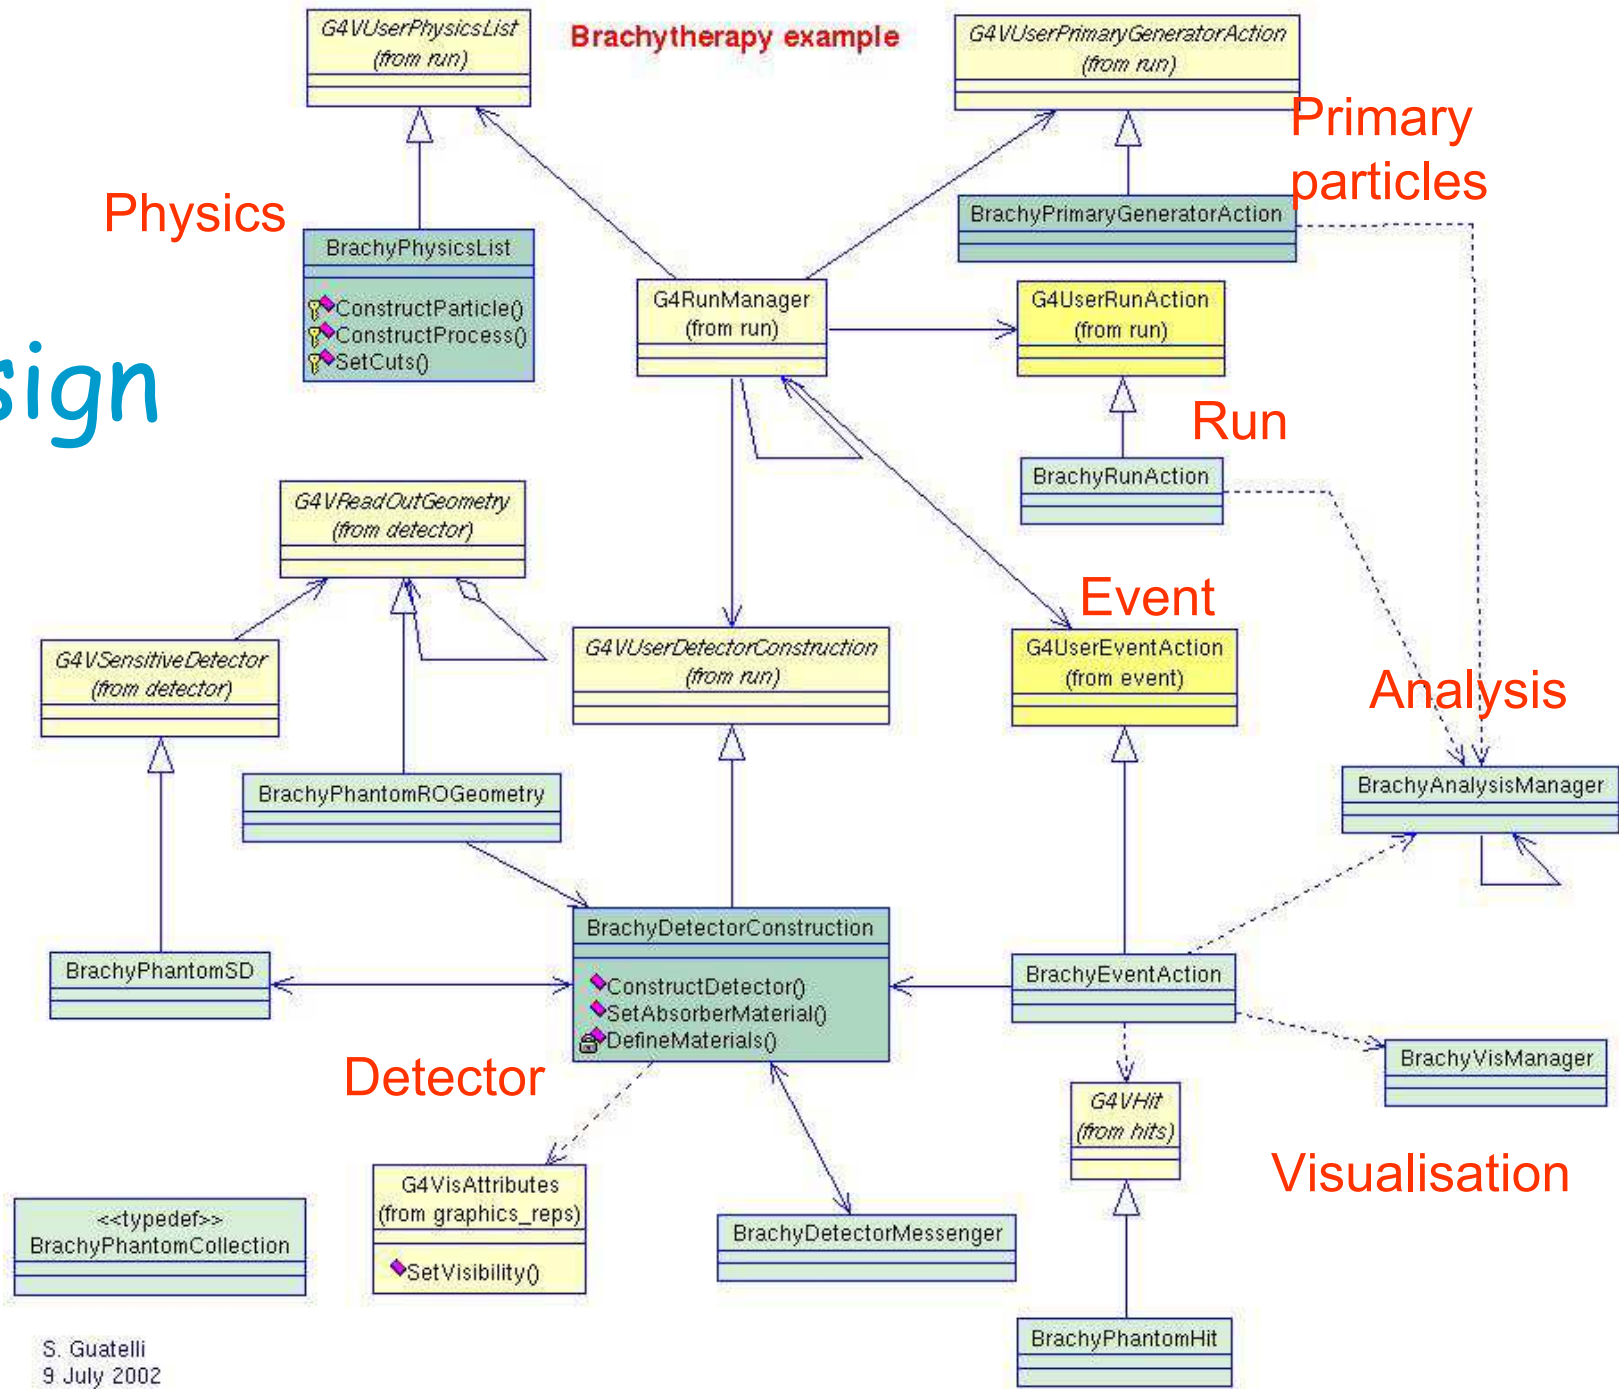 G4VUserPhysicsList
(from run)
Brachytherapy example
G4VUserPrimaryGeneratorAction
(from run)
Primary
particles
Physics
BrachyPhysicsList
ConstructParticle()
ConstructProcess()
SetCuts()
BrachyPrimaryGeneratorAction
G4RunManager
(from run)
G4UserRunAction
(from run)
sign
Run
BrachyRunAction
G4VReadOutGeometry
(from detector)
Event
G4VSensitiveDetector
(from detector)
G4VUserDetectorConstruction
(from run)
G4UserEventAction
(from event)
Analysis
BrachyPhantomROGeometry
BrachyAnalysisManager
BrachyDetectorConstruction
ConstructDetector()
SetAbsorberMaterial()
DefineMaterials()
BrachyPhantomSD
BrachyEventAction
BrachyVisManager
Detector
G4VHit
(from hits)
Visualisation
G4VisAttributes
(from graphics_reps)
SetVisibility()
<<typedef>>
BrachyPhantomCollection
BrachyDetectorMessenger
BrachyPhantomHit
S. Guatelli
9 July 2002